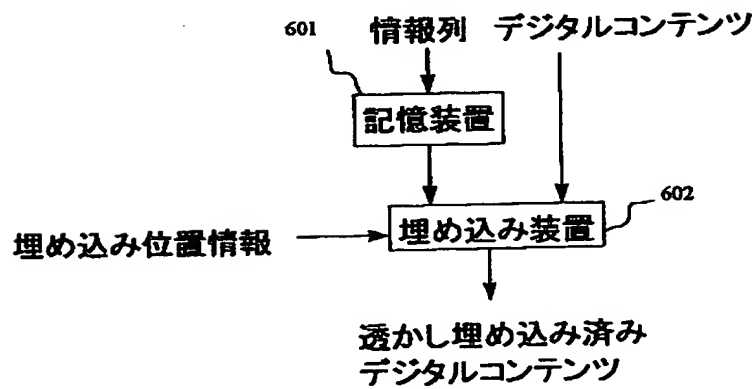 601
情報列
デジタルコンテンツ
記憶装置
602
埋め込み装置
埋め込み位置情報
透かし埋め込み済み
デジタルコンテンツ